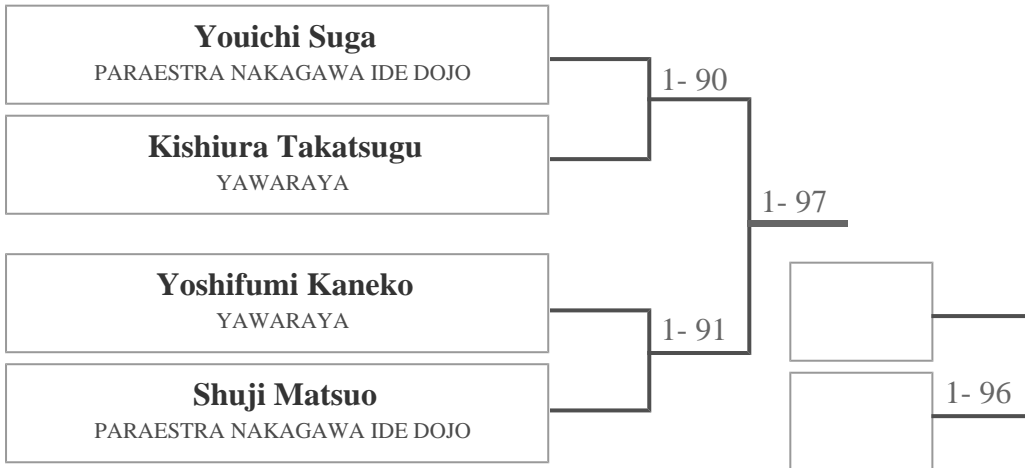 Youichi Suga
PARAESTRA NAKAGAWA IDE DOJO
1- 90
Kishiura Takatsugu
YAWARAYA
1- 97
Yoshifumi Kaneko
YAWARAYA
1- 91
Shuji Matsuo
PARAESTRA NAKAGAWA IDE DOJO
1- 96